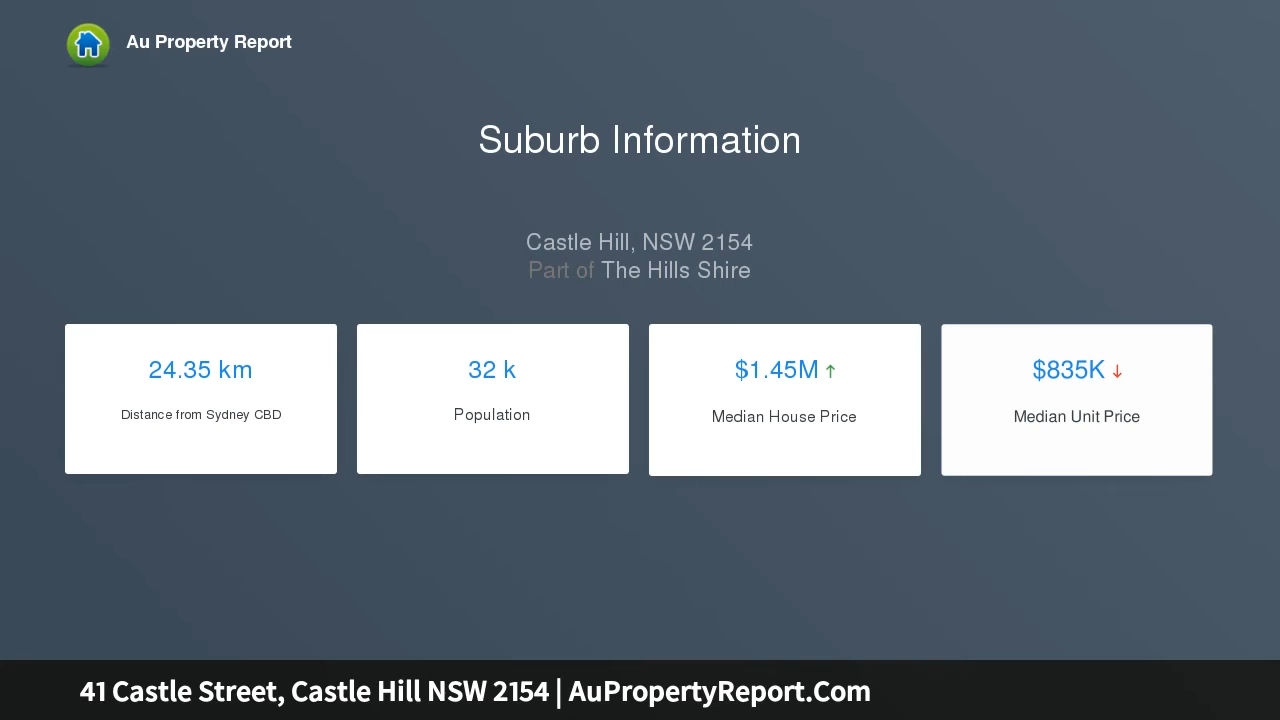 Au Property Report
Suburb Information
Castle Hill, NSW 2154
Part of The Hills Shire
24.35 km
Distance from Sydney CBD
32 k
Population
$1.45M ↑
Median House Price
$835K ↓
Median Unit Price
41 Castle Street, Castle Hill NSW 2154 | AuPropertyReport.Com